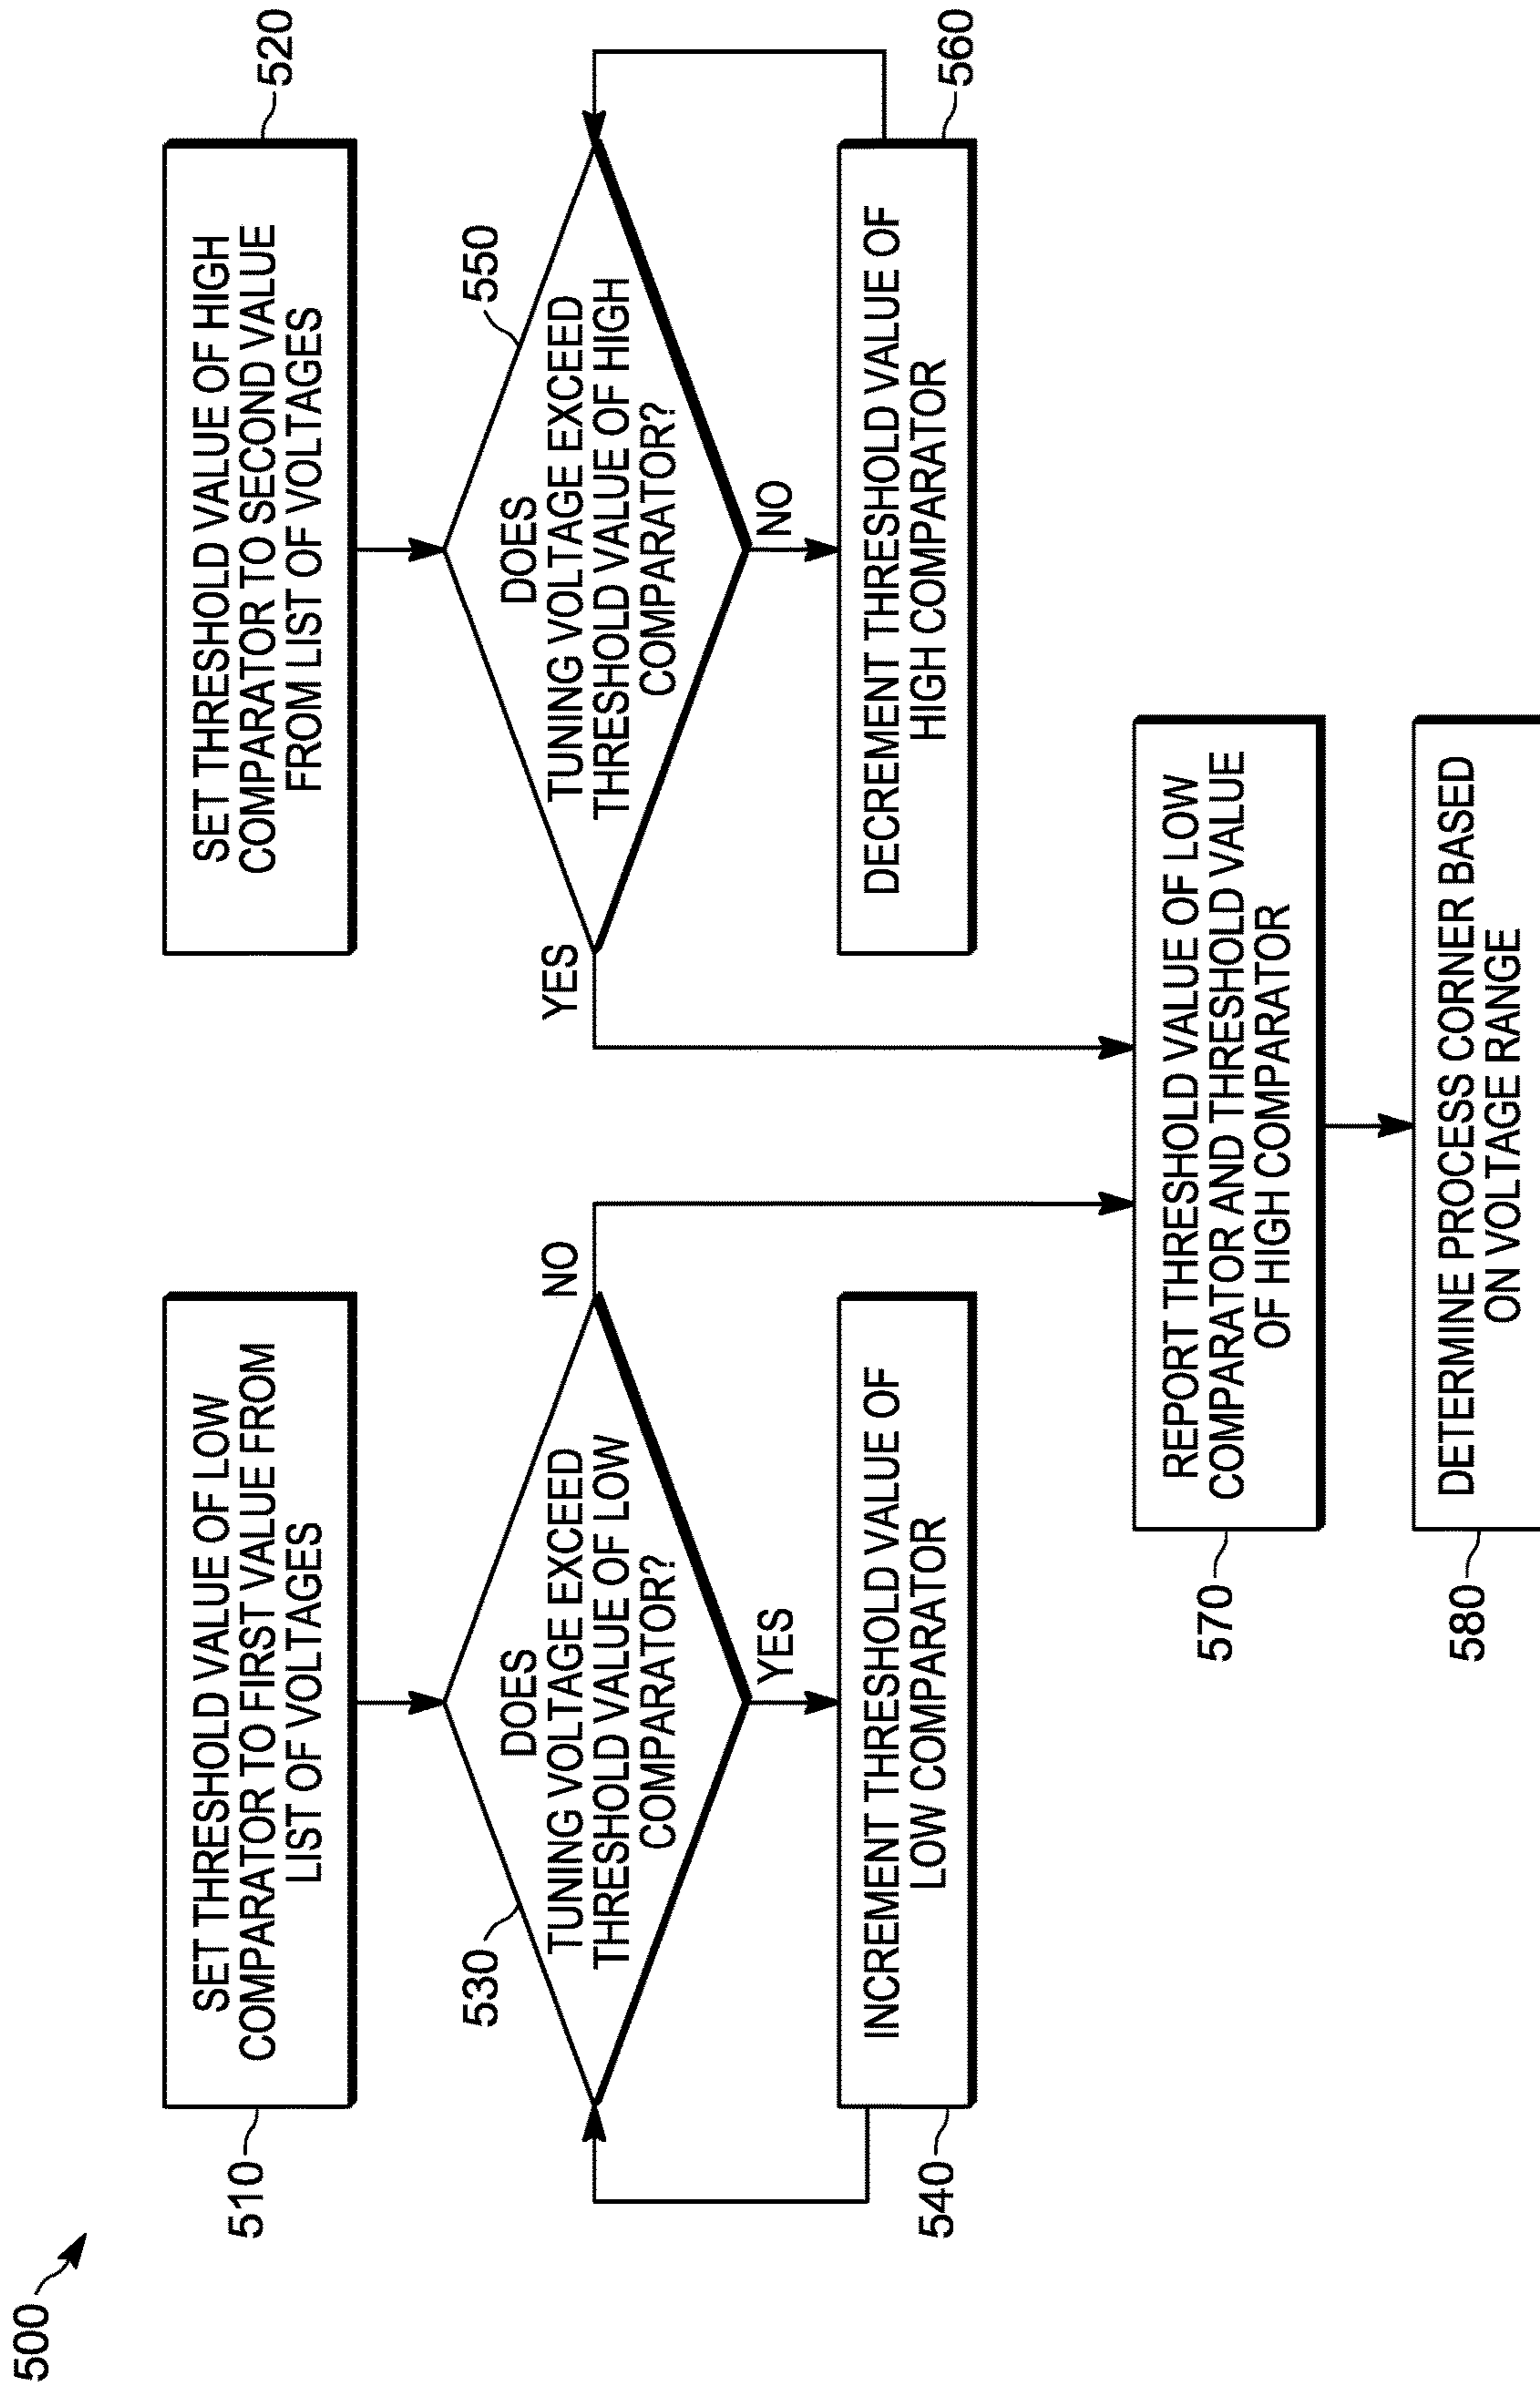 500
510
SET THRESHOLD VALUE OF LOW
COMPARATOR TO FIRST VALUE FROM
LIST OF VOLTAGES
520
SET THRESHOLD VALUE OF HIGH
COMPARATOR TO SECOND VALUE
FROM LIST OF VOLTAGES
530
DOES
TUNING VOLTAGE EXCEED
THRESHOLD VALUE OF LOW
COMPARATOR?
NO
YES
540
INCREMENT THRESHOLD VALUE OF
LOW COMPARATOR
550
DOES
TUNING VOLTAGE EXCEED
THRESHOLD VALUE OF HIGH
COMPARATOR?
YES
NO
560
DECREMENT THRESHOLD VALUE OF
HIGH COMPARATOR
570
REPORT THRESHOLD VALUE OF LOW
COMPARATOR AND THRESHOLD VALUE
OF HIGH COMPARATOR
580
DETERMINE PROCESS CORNER BASED
ON VOLTAGE RANGE